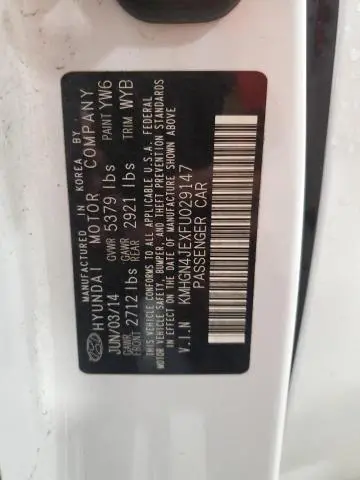 MANUFACTURED IN KOREA BY:
HYUNDAI MOTOR COMPANY
JUN/03/14 GVWR 5379 lbs PAINT YW6
GAWR FRONT 2712 lbs GAWR REAR 2921 lbs TRIM WYB
THIS VEHICLE CONFORMS TO ALL APPLICABLE U.S.A. FEDERAL
MOTOR VEHICLE SAFETY, BUMPER, AND THEFT PREVENTION STANDARDS
IN EFFECT ON THE DATE OF MANUFACTURE SHOWN ABOVE
V.I.N KMHGN4JEXFU029147
PASSENGER CAR